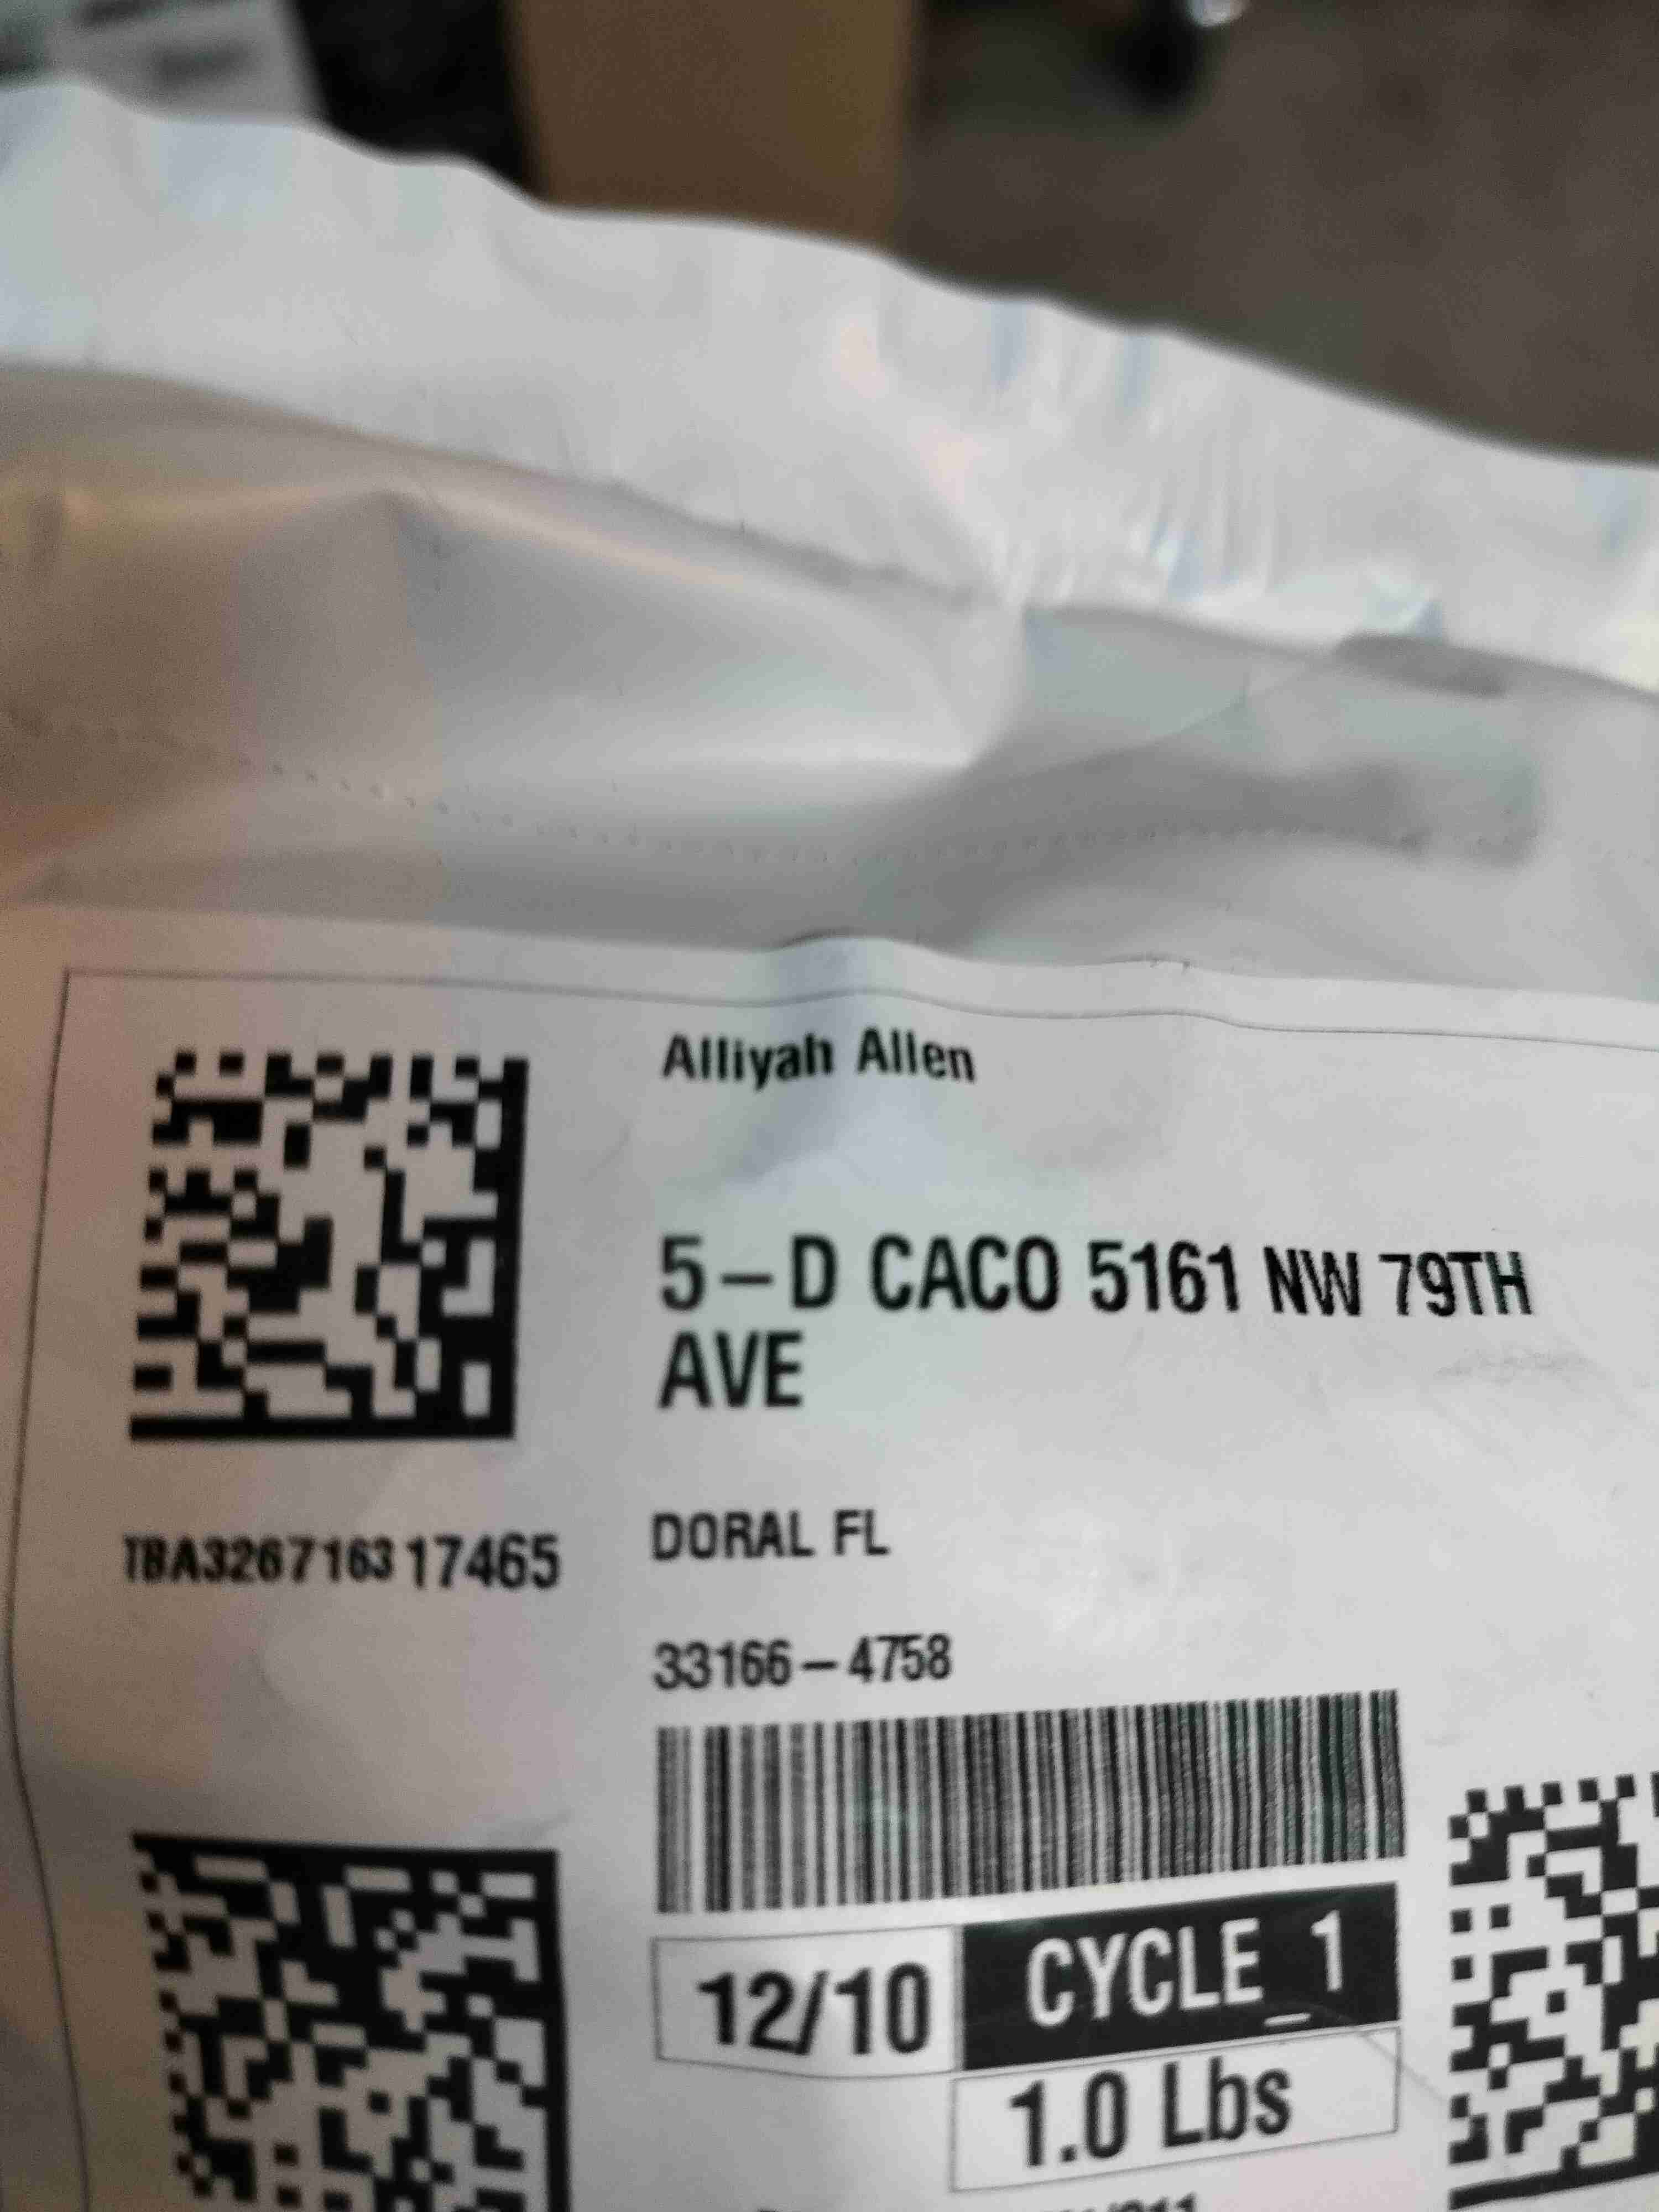 Alliyah Allen
5-D CACO 5161 NW 79TH
AVE
TBA326716317465
DORAL FL
33166-4758
12/10
CYCLE_1
1.0 Lbs